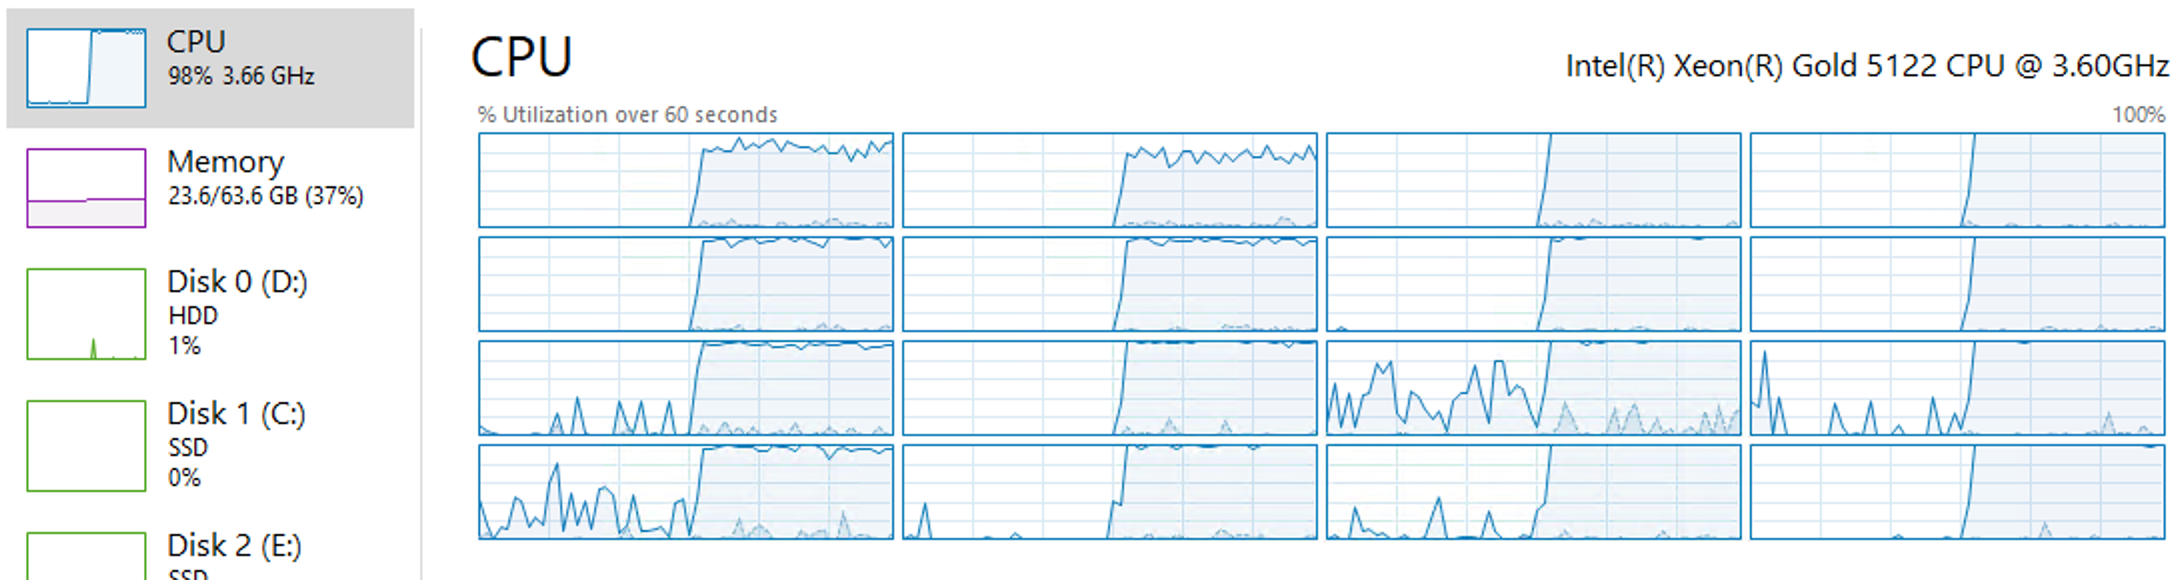 CPU
98% 3.66 GHz
Memory
23.6/63.6 GB (37%)
Disk 0 (D:)
HDD
1%
Disk 1 (C:)
SSD
0%
Disk 2 (E:)
SSD
CPU
Intel(R) Xeon(R) Gold 5122 CPU @ 3.60GHz
% Utilization over 60 seconds
100%